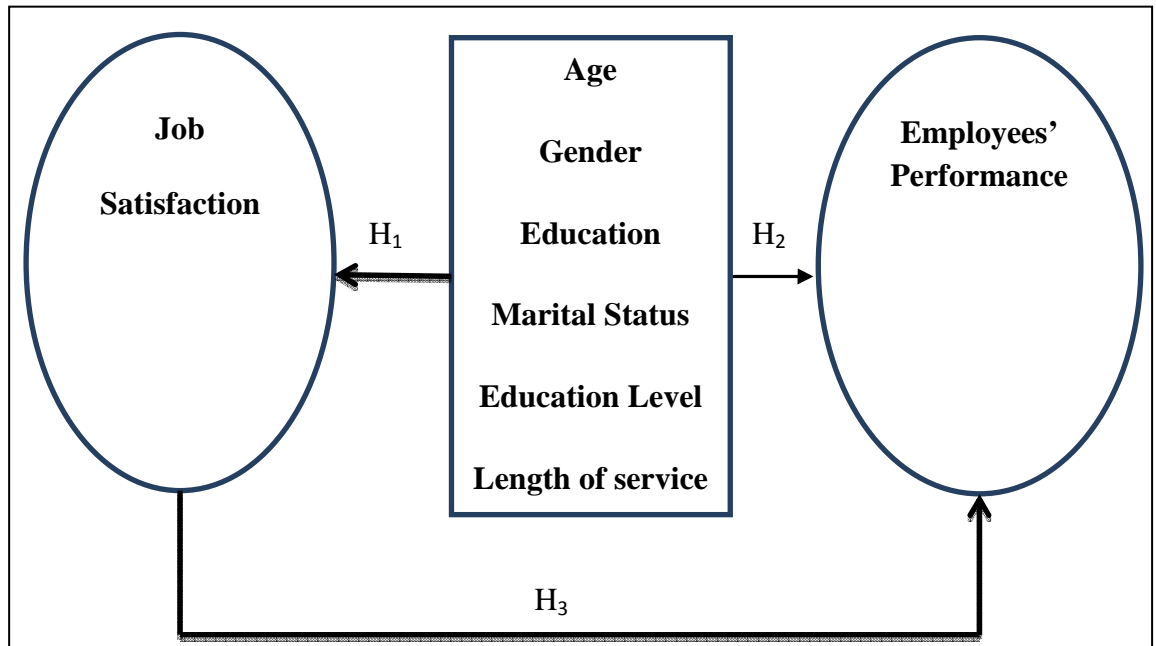 Job
Satisfaction
H₁
Age
Gender
Education
Marital Status
Education Level
Length of service
H₂
Employees’
Performance
H₃